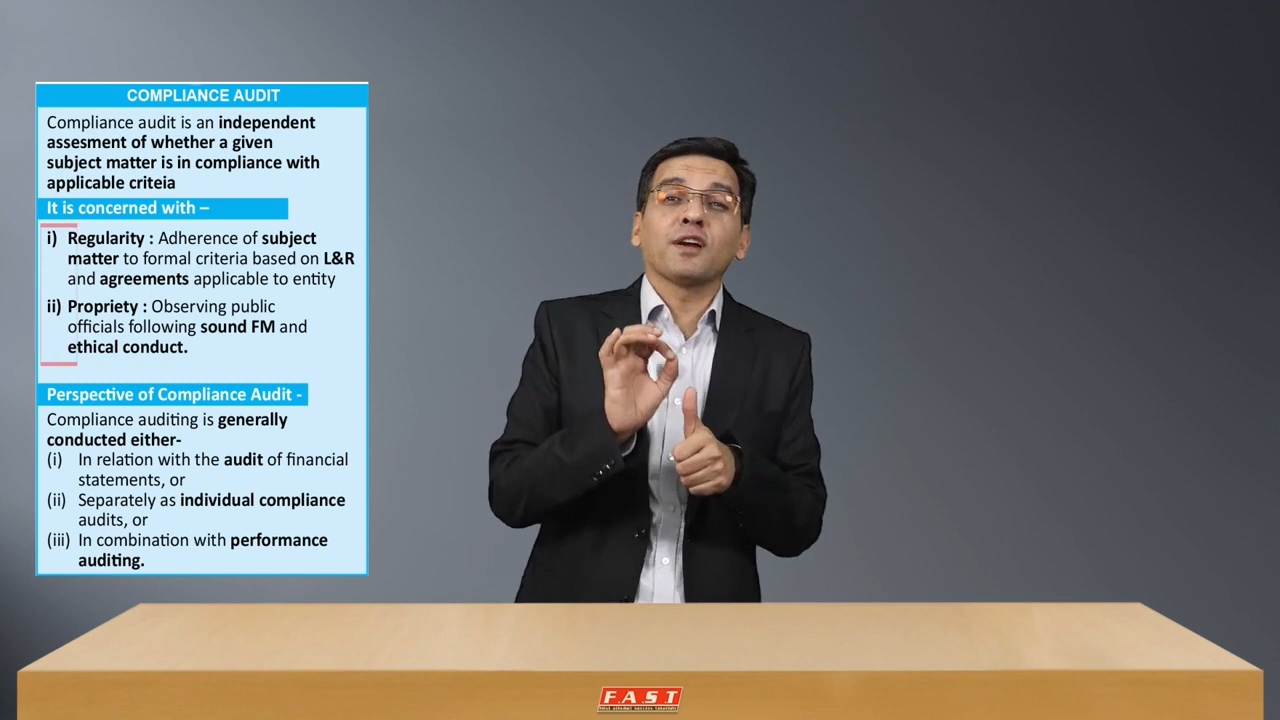 COMPLIANCE AUDIT
Compliance audit is an independent
assesment of whether a given
subject matter is in compliance with
applicable criteia
It is concerned with –
i) Regularity : Adherence of subject
matter to formal criteria based on L&R
and agreements applicable to entity
ii) Propriety : Observing public
officials following sound FM and
ethical conduct.
Perspective of Compliance Audit -
Compliance auditing is generally
conducted either-
(i) In relation with the audit of financial
statements, or
(ii) Separately as individual compliance
audits, or
(iii) In combination with performance
auditing.
F.A.S.T